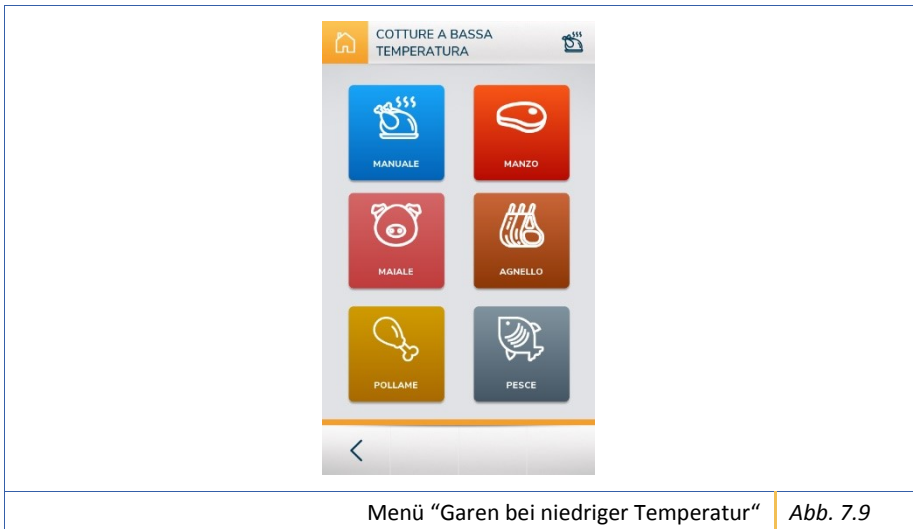 COTTURE A BASSA
TEMPERATURA
MANUALE
MANZO
MAIALE
AGNELLO
POLLAME
PESCE
Menü “Garen bei niedriger Temperatur“
Abb. 7.9